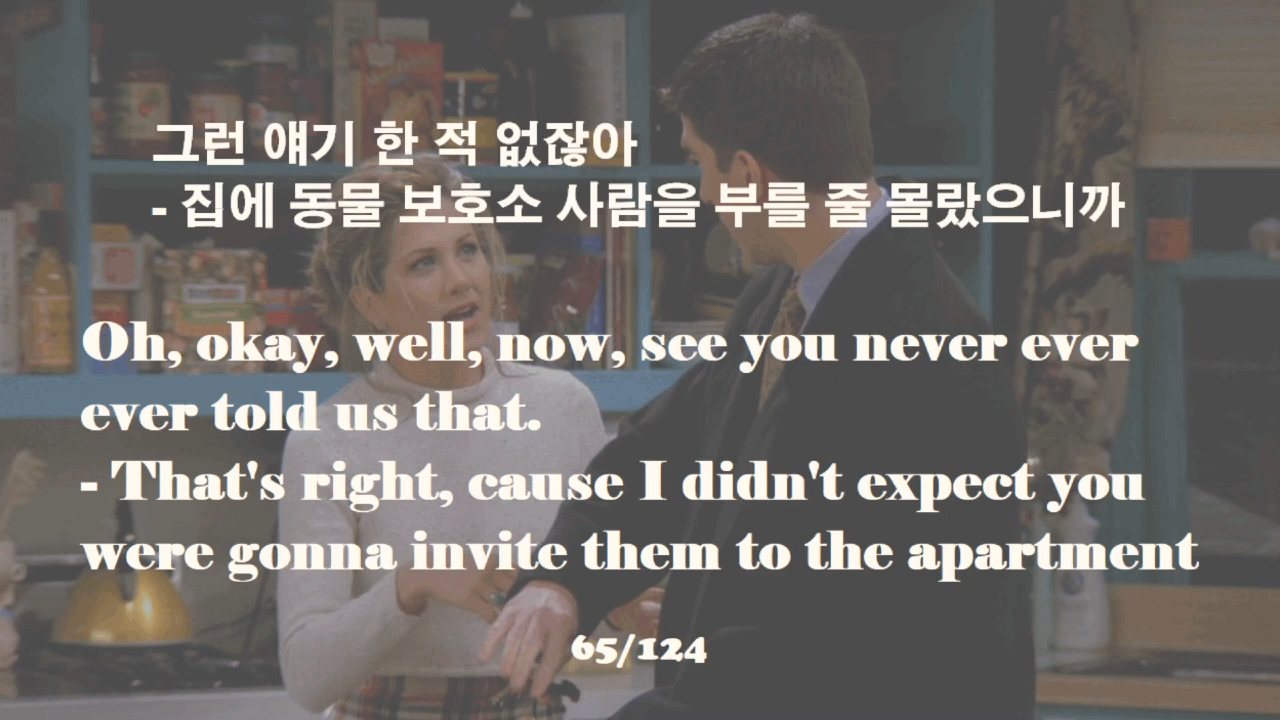 그런 얘기 한 적 없잖아
- 집에 동물 보호소 사람을 부를 줄 몰랐으니까
Oh, okay, well, now, see you never ever
ever told us that.
- That's right, cause I didn't expect you
were gonna invite them to the apartment
65/124